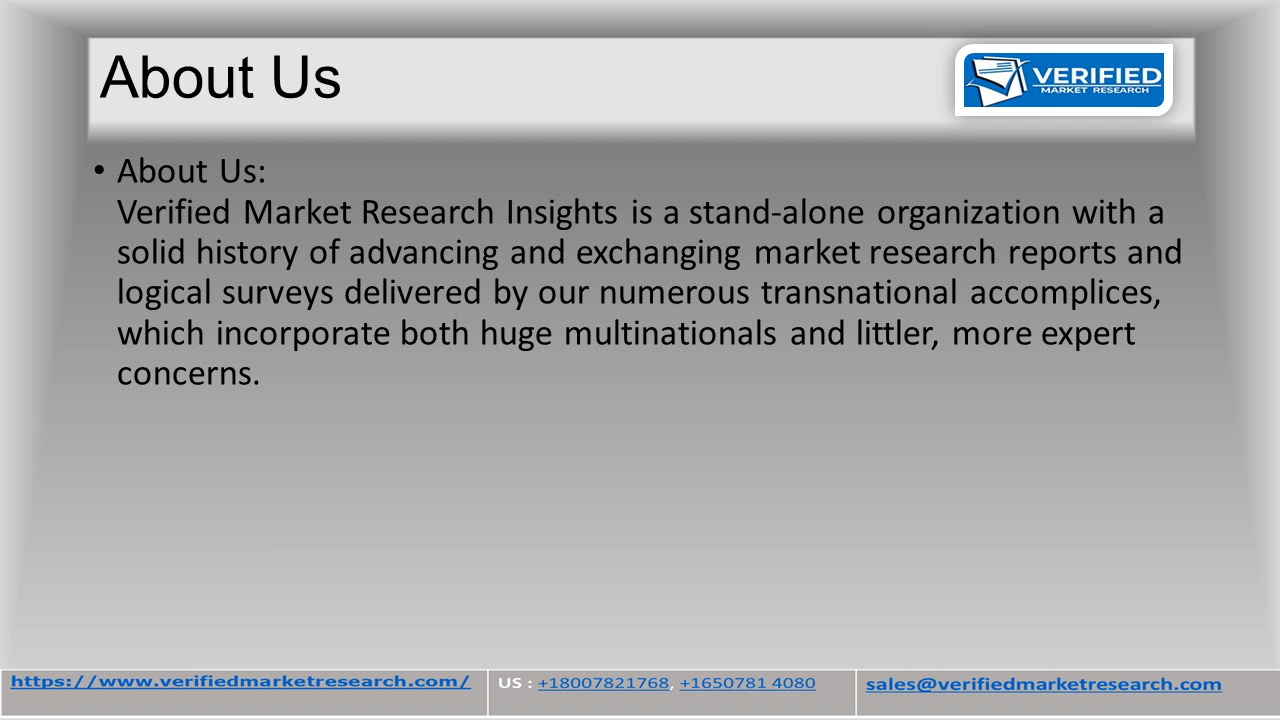 About Us
VERIFIED
MARKET RESEARCH
• About Us:
Verified Market Research Insights is a stand-alone organization with a
solid history of advancing and exchanging market research reports and
logical surveys delivered by our numerous transnational accomplices,
which incorporate both huge multinationals and littler, more expert
concerns.
https://www.verifiedmarketresearch.com/
US : +18007821768, +1650781 4080
sales@verifiedmarketresearch.com